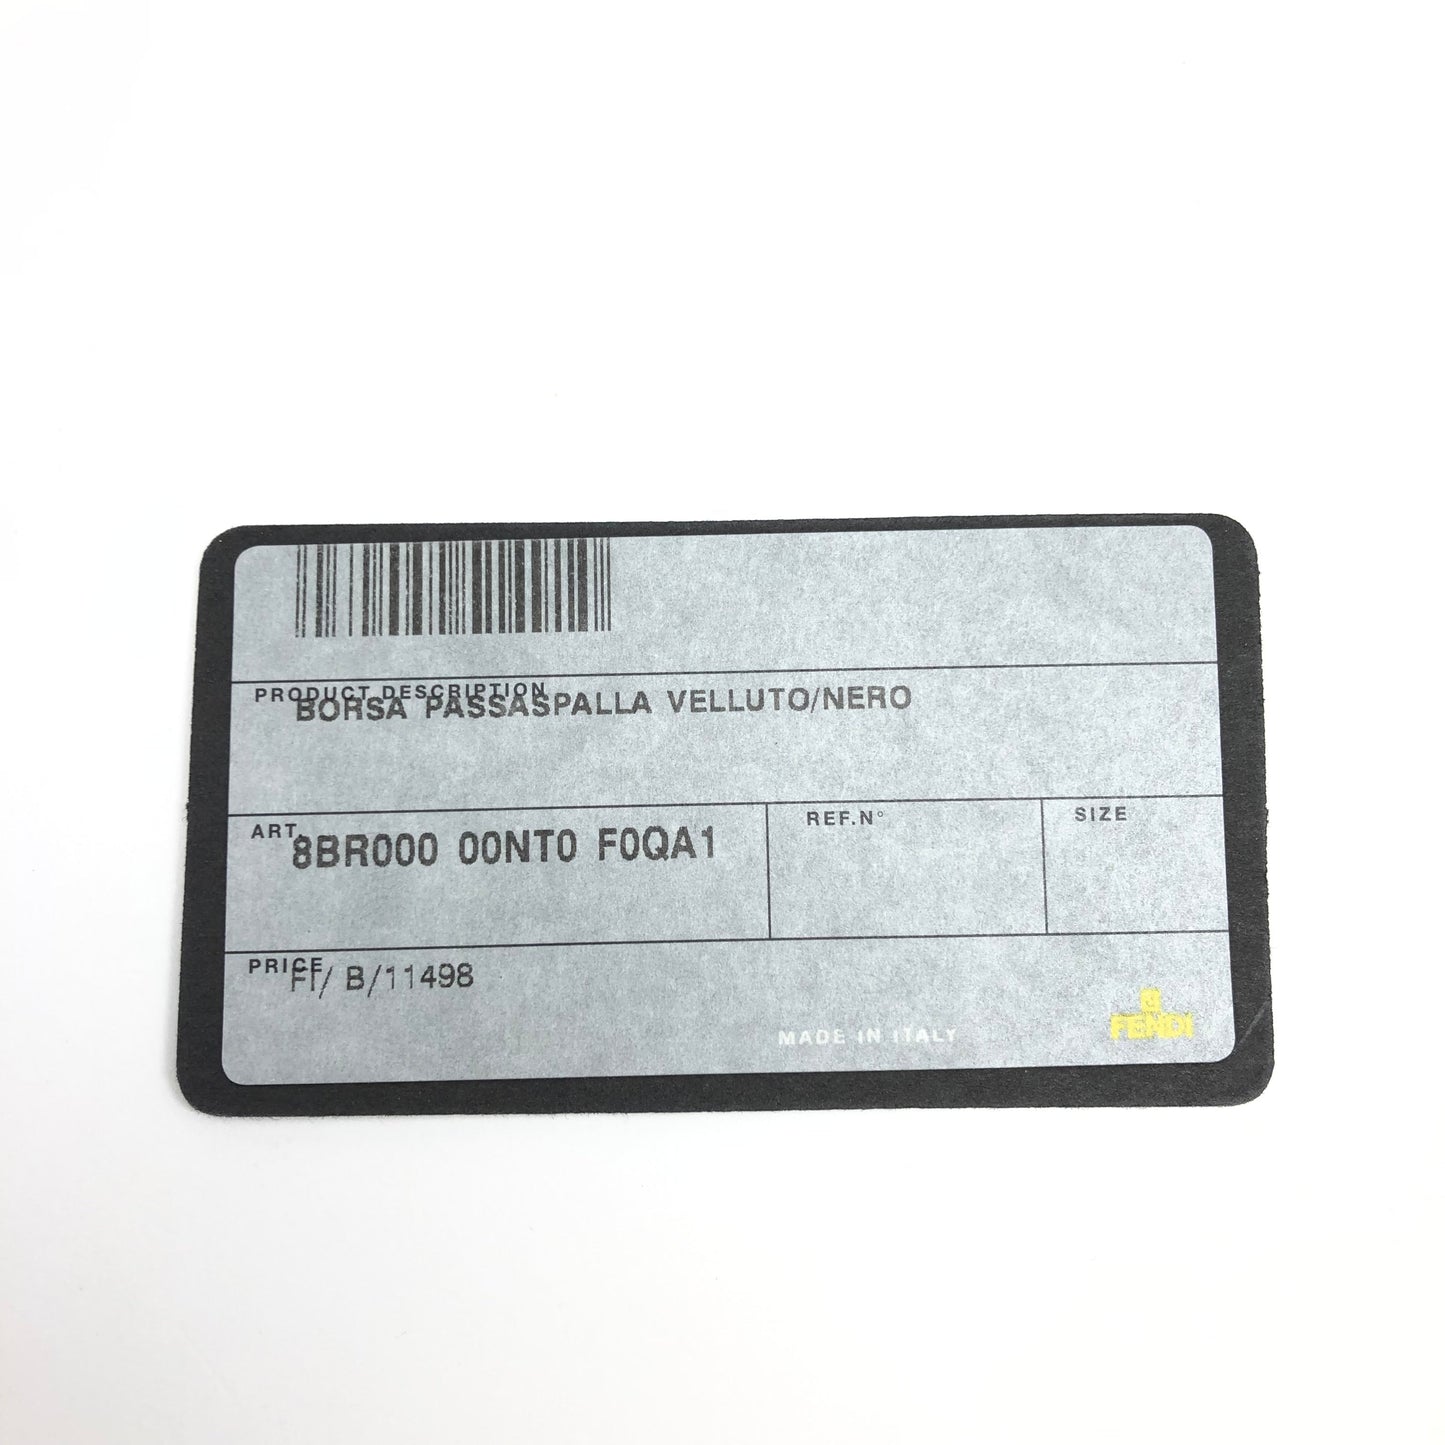 PRODUCT DESCRIPTION
BORSA PASSASPALLA VELLUTO/NERO
ART.
8BR000 00NT0 F0QA1
REF.N°
SIZE
PRICE
FI/ B/11498
MADE IN ITALY
FENDI